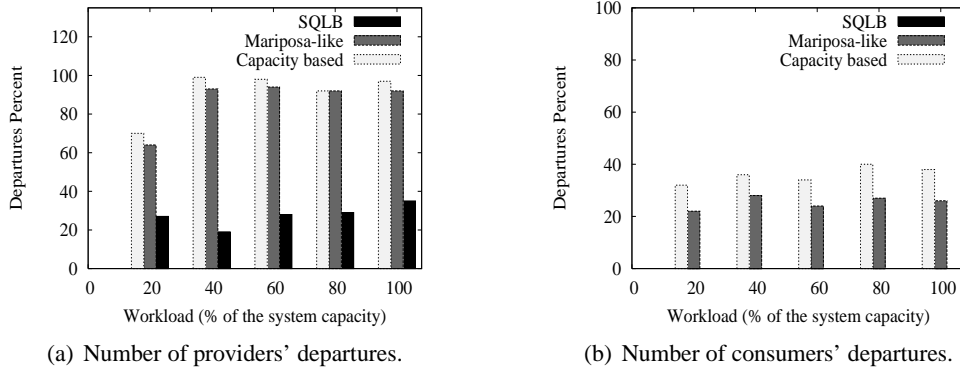 SQLB
Mariposa-like
Capacity based
Departures Percent
120
100
80
60
40
20
0
0 20 40 60 80 100
Workload (% of the system capacity)
(a) Number of providers' departures.
SQLB
Mariposa-like
Capacity based
Departures Percent
100
80
60
40
20
0
0 20 40 60 80 100
Workload (% of the system capacity)
(b) Number of consumers' departures.